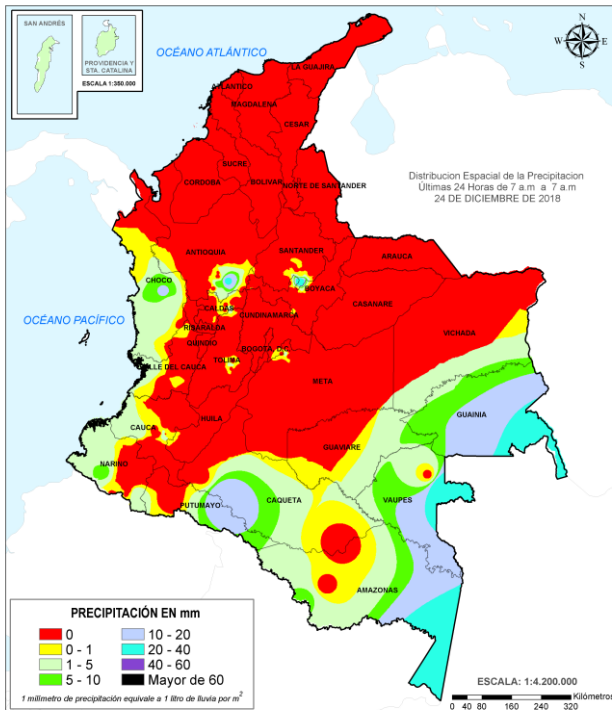 SAN ANDRÉS
PROVIDENCIA Y
STA. CATALINA
ESCALA 1:350.000
OCÉANO ATLÁNTICO
N
W E
S
LA GUAJIRA
ATLANTICO
MAGDALENA
CESAR
SUCRE
CORDOBA
BOLIVAR
NORTE DE SANTANDER
Distribucion Espacial de la Precipitacion
Últimas 24 Horas de 7 a.m a 7 a.m
24 DE DICIEMBRE DE 2018
ANTIOQUIA
SANTANDER
ARAUCA
CHOCO
BOYACA
CASANARE
CALDAS
CUNDINAMARCA
OCÉANO PACÍFICO
RISARALDA
VICHADA
QUINDIO
BOGOTA, D.C.
TOLIMA
VALLE DEL CAUCA
META
GUAINIA
CAUCA
HUILA
GUAVIARE
NARIÑO
PUTUMAYO
CAQUETA
VAUPES
AMAZONAS
PRECIPITACIÓN EN mm
0
10 - 20
0 - 1
20 - 40
1 - 5
40 - 60
5 - 10
Mayor de 60
1 milímetro de precipitación equivale a 1 litro de lluvia por m²
ESCALA: 1:4.200.000
Kilómetros
0 40 80 160 240 320